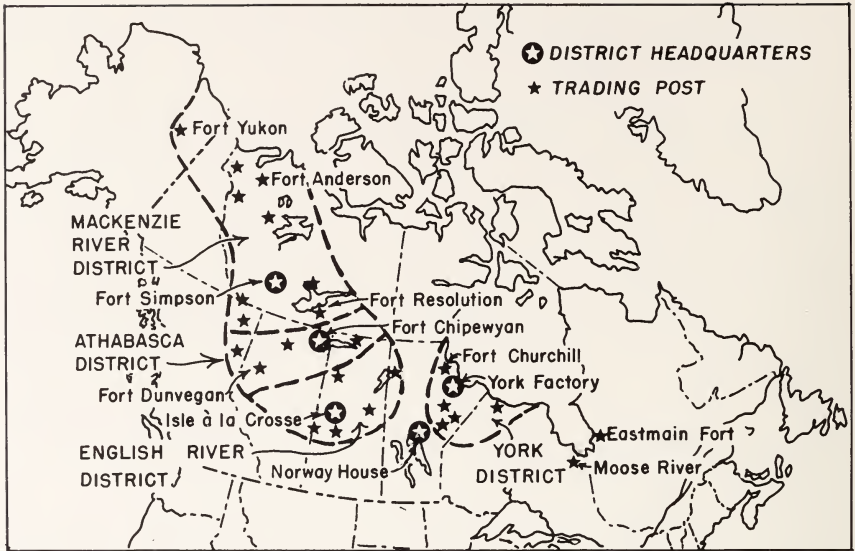 DISTRICT HEADQUARTERS
TRADING POST
Fort Yukon
Fort Anderson
MACKENZIE
RIVER
DISTRICT
Fort Simpson
Fort Resolution
Fort Chipewyan
ATHABASCA
DISTRICT
Fort Churchill
York Factory
Fort Dunvegan
Isle à la Crosse
ENGLISH RIVER
DISTRICT
Norway House
YORK
DISTRICT
Eastmain Fort
Moose River